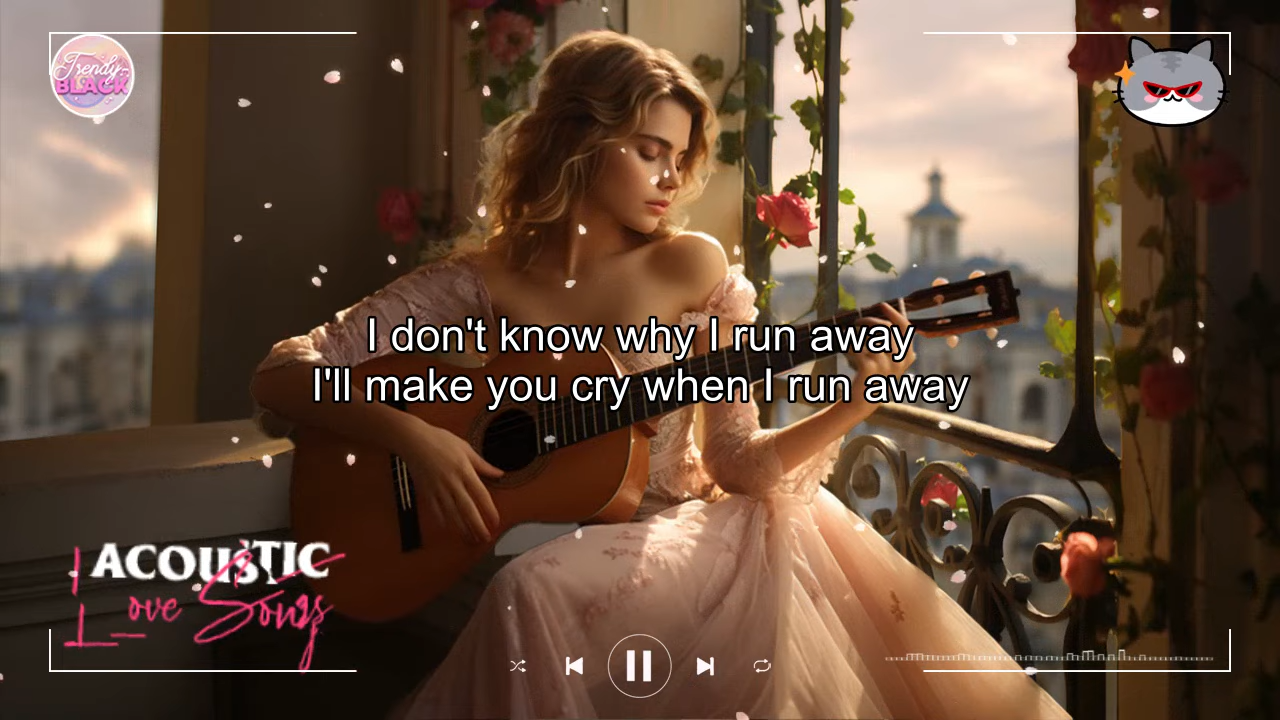 Trendy
BLACK
I don't know why I run away
I'll make you cry when I run away
ACOUSTIC
Love Songs